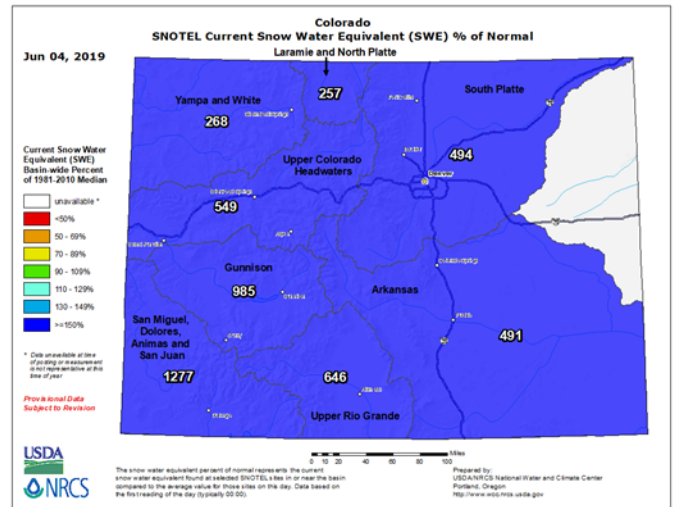 Colorado
SNOTEL Current Snow Water Equivalent (SWE) % of Normal
Jun 04, 2019
Laramie and North Platte
257
South Platte
Yampa and White
268
Upper Colorado
Headwaters
494
Denver
549
Gunnison
985
Arkansas
491
San Miguel,
Dolores,
Animas and
San Juan
1277
646
Upper Rio Grande
Current Snow Water
Equivalent (SWE)
Basin-wide Percent
of 1981-2010 Median
unavailable *
<50%
50 - 69%
70 - 89%
90 - 109%
110 - 129%
130 - 149%
>=150%
* Data unavailable at time
of posting or measurement
is not representative at this
time of year
Provisional Data
Subject to Revision
USDA
NRCS
Miles
The snow water equivalent percent of normal represents the current
snow water equivalent found at selected SNOTEL sites in or near the basin
compared to the average value for those sites on this day. Data based on
the first reading of the day (typically 00:00).
Prepared by:
USDA/NRCS National Water and Climate Center
Portland, Oregon
http://www.wcc.nrcs.usda.gov